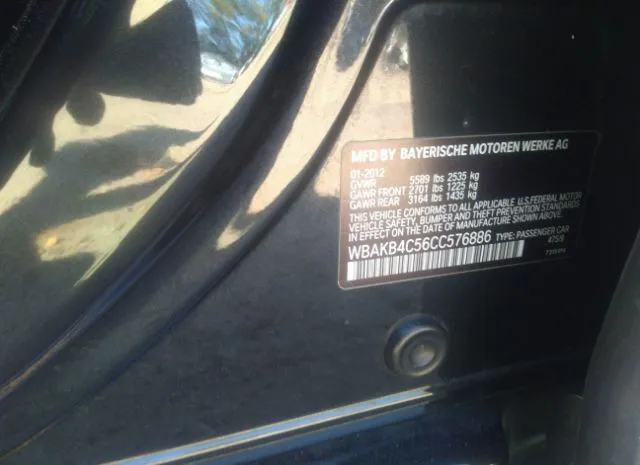 MFD BY BAYERISCHE MOTOREN WERKE AG
01-2012
GVWR 5589 lbs 2535 kg
GAWR FRONT 2701 lbs 1225 kg
GAWR REAR 3164 lbs 1435 kg
THIS VEHICLE CONFORMS TO ALL APPLICABLE U.S.FEDERAL MOTOR
VEHICLE SAFETY, BUMPER AND THEFT PREVENTION STANDARDS
IN EFFECT ON THE DATE OF MANUFACTURE SHOWN ABOVE.
WBAKB4C56CC576886 TYPE: PASSENGER CAR
475/9